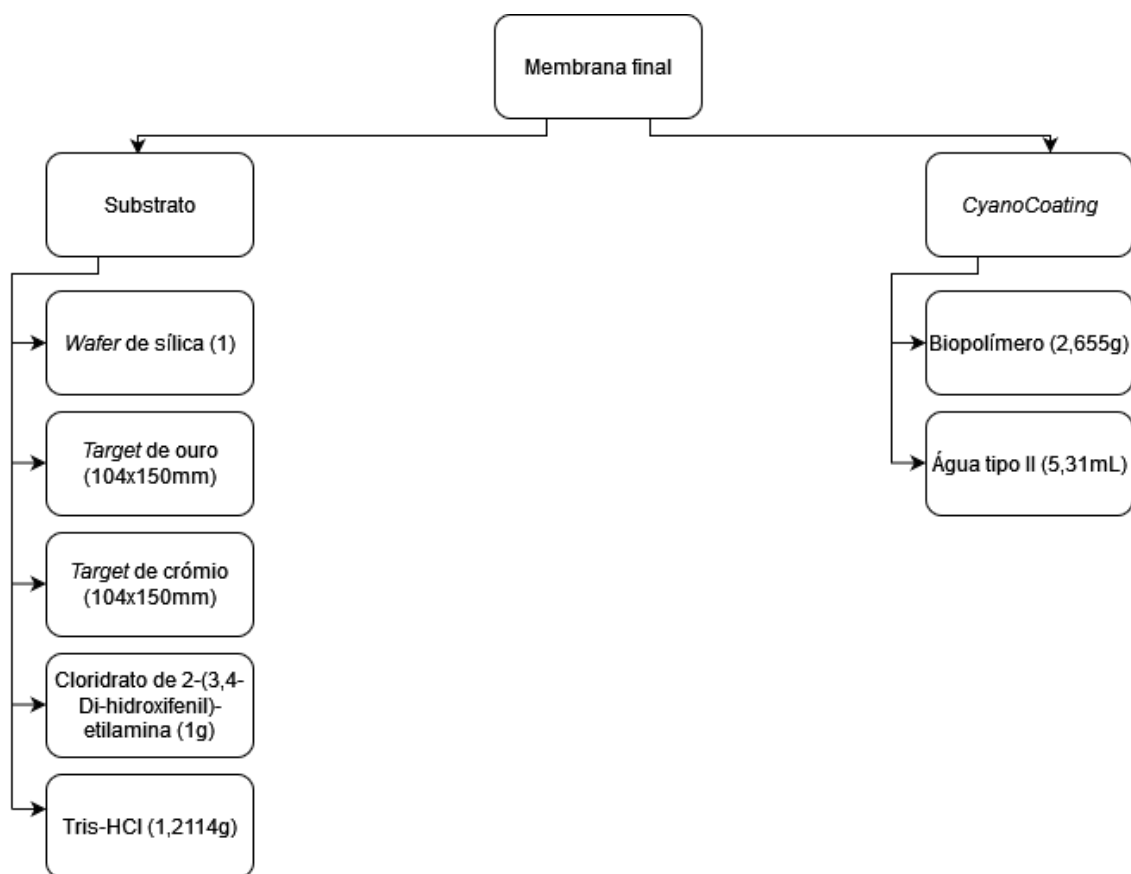 Membrana final
Substrato
CyanoCoating
Wafer de sílica (1)
Biopolímero (2,655g)
Target de ouro
(104x150mm)
Água tipo II (5,31mL)
Target de crómio
(104x150mm)
Cloridrato de 2-(3,4-
Di-hidroxifenil)-
etilamina (1g)
Tris-HCl (1,2114g)